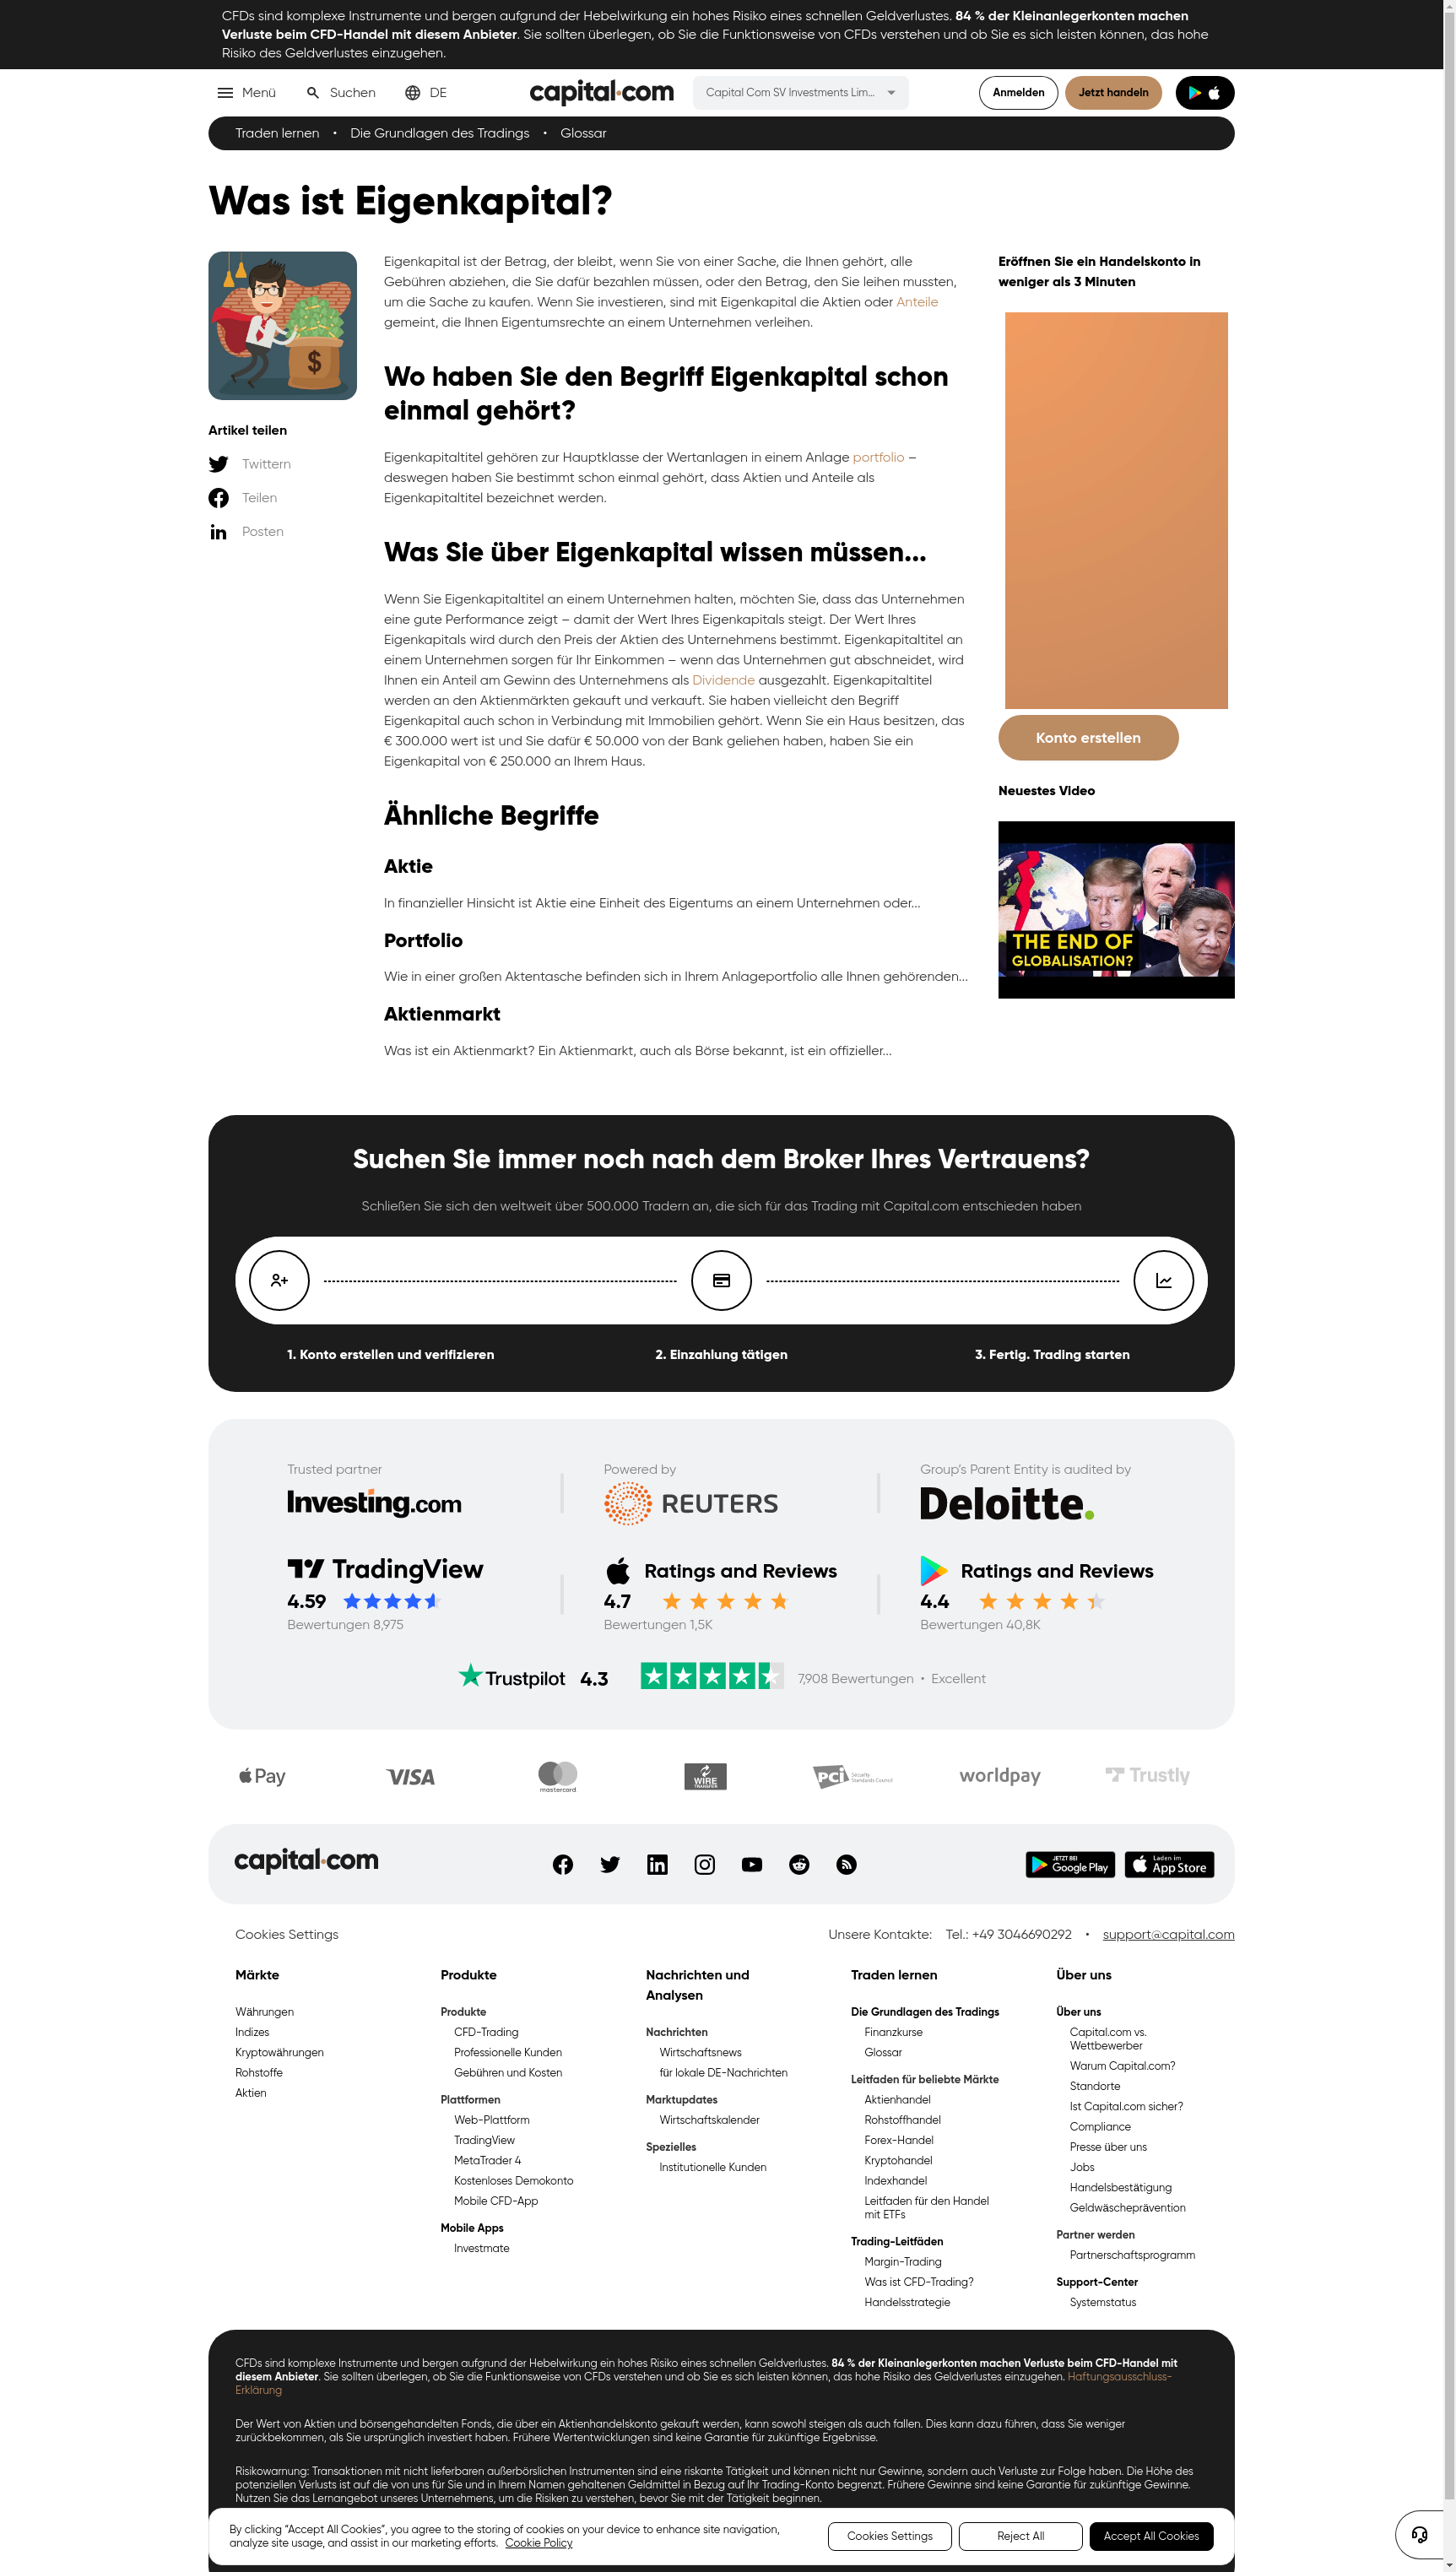 CFDs sind komplexe Instrumente und bergen aufgrund der Hebelwirkung ein hohes Risiko eines schnellen Geldverlustes. 84 % der Kleinanlegerkonten machen
Verluste beim CFD-Handel mit diesem Anbieter. Sie sollten überlegen, ob Sie die Funktionsweise von CFDs verstehen und ob Sie es sich leisten können, das hohe
Risiko des Geldverlustes einzugehen.
Menü Suchen DE capital.com Capital Com SV Investments Lim... Anmelden Jetzt handeln
Traden lernen • Die Grundlagen des Tradings • Glossar
Was ist Eigenkapital?
Artikel teilen
Twittern
Teilen
Posten
Eigenkapital ist der Betrag, der bleibt, wenn Sie von einer Sache, die Ihnen gehört, alle
Gebühren abziehen, die Sie dafür bezahlen müssen, oder den Betrag, den Sie leihen mussten,
um die Sache zu kaufen. Wenn Sie investieren, sind mit Eigenkapital die Aktien oder Anteile
gemeint, die Ihnen Eigentumsrechte an einem Unternehmen verleihen.
Wo haben Sie den Begriff Eigenkapital schon
einmal gehört?
Eigenkapitaltitel gehören zur Hauptklasse der Wertanlagen in einem Anlage portfolio –
deswegen haben Sie bestimmt schon einmal gehört, dass Aktien und Anteile als
Eigenkapitaltitel bezeichnet werden.
Was Sie über Eigenkapital wissen müssen...
Wenn Sie Eigenkapitaltitel an einem Unternehmen halten, möchten Sie, dass das Unternehmen
eine gute Performance zeigt – damit der Wert Ihres Eigenkapitals steigt. Der Wert Ihres
Eigenkapitals wird durch den Preis der Aktien des Unternehmens bestimmt. Eigenkapitaltitel an
einem Unternehmen sorgen für Ihr Einkommen – wenn das Unternehmen gut abschneidet, wird
Ihnen ein Anteil am Gewinn des Unternehmens als Dividende ausgezahlt. Eigenkapitaltitel
werden an den Aktienmärkten gekauft und verkauft. Sie haben vielleicht den Begriff
Eigenkapital auch schon in Verbindung mit Immobilien gehört. Wenn Sie ein Haus besitzen, das
€ 300.000 wert ist und Sie dafür € 50.000 von der Bank geliehen haben, haben Sie ein
Eigenkapital von € 250.000 an Ihrem Haus.
Ähnliche Begriffe
Aktie
In finanzieller Hinsicht ist Aktie eine Einheit des Eigentums an einem Unternehmen oder...
Portfolio
Wie in einer großen Aktentasche befinden sich in Ihrem Anlageportfolio alle Ihnen gehörenden...
Aktienmarkt
Was ist ein Aktienmarkt? Ein Aktienmarkt, auch als Börse bekannt, ist ein offizieller...
Eröffnen Sie ein Handelskonto in
weniger als 3 Minuten
Konto erstellen
Neuestes Video
THE END OF
GLOBALISATION?
Suchen Sie immer noch nach dem Broker Ihres Vertrauens?
Schließen Sie sich den weltweit über 500.000 Tradern an, die sich für das Trading mit Capital.com entschieden haben
1. Konto erstellen und verifizieren 2. Einzahlung tätigen 3. Fertig. Trading starten
Trusted partner Powered by Group's Parent Entity is audited by
Investing.com REUTERS Deloitte.
TradingView Ratings and Reviews Ratings and Reviews
4.59 4.7 4.4
Bewertungen 8,975 Bewertungen 1,5K Bewertungen 40,8K
Trustpilot 4.3 7,908 Bewertungen • Excellent
Pay VISA mastercard WIRE TRANSFER PCI Security Standards Council worldpay Trustly
capital.com JETZT BEI Google Play Laden im App Store
Cookies Settings Unsere Kontakte: Tel.: +49 3046690292 • support@capital.com
Märkte
Währungen
Indizes
Kryptowährungen
Rohstoffe
Aktien
Produkte
Produkte
CFD-Trading
Professionelle Kunden
Gebühren und Kosten
Plattformen
Web-Plattform
TradingView
MetaTrader 4
Kostenloses Demokonto
Mobile CFD-App
Mobile Apps
Investmate
Nachrichten und
Analysen
Nachrichten
Wirtschaftsnews
für lokale DE-Nachrichten
Marktupdates
Wirtschaftskalender
Spezielles
Institutionelle Kunden
Traden lernen
Die Grundlagen des Tradings
Finanzkurse
Glossar
Leitfaden für beliebte Märkte
Aktienhandel
Rohstoffhandel
Forex-Handel
Kryptohandel
Indexhandel
Leitfaden für den Handel
mit ETFs
Trading-Leitfäden
Margin-Trading
Was ist CFD-Trading?
Handelsstrategie
Über uns
Über uns
Capital.com vs.
Wettbewerber
Warum Capital.com?
Standorte
Ist Capital.com sicher?
Compliance
Presse über uns
Jobs
Handelsbestätigung
Geldwäscheprävention
Partner werden
Partnerschaftsprogramm
Support-Center
Systemstatus
CFDs sind komplexe Instrumente und bergen aufgrund der Hebelwirkung ein hohes Risiko eines schnellen Geldverlustes. 84 % der Kleinanlegerkonten machen Verluste beim CFD-Handel mit
diesem Anbieter. Sie sollten überlegen, ob Sie die Funktionsweise von CFDs verstehen und ob Sie es sich leisten können, das hohe Risiko des Geldverlustes einzugehen. Haftungsausschluss-
Erklärung
Der Wert von Aktien und börsengehandelten Fonds, die über ein Aktienhandelskonto gekauft werden, kann sowohl steigen als auch fallen. Dies kann dazu führen, dass Sie weniger
zurückbekommen, als Sie ursprünglich investiert haben. Frühere Wertentwicklungen sind keine Garantie für zukünftige Ergebnisse.
Risikowarnung: Transaktionen mit nicht lieferbaren außerbörslichen Instrumenten sind eine riskante Tätigkeit und können nicht nur Gewinne, sondern auch Verluste zur Folge haben. Die Höhe des
potenziellen Verlusts ist auf die von uns für Sie und in Ihrem Namen gehaltenen Geldmittel in Bezug auf Ihr Trading-Konto begrenzt. Frühere Gewinne sind keine Garantie für zukünftige Gewinne.
Nutzen Sie das Lernangebot unseres Unternehmens, um die Risiken zu verstehen, bevor Sie mit der Tätigkeit beginnen.
By clicking “Accept All Cookies”, you agree to the storing of cookies on your device to enhance site navigation,
analyze site usage, and assist in our marketing efforts. Cookie Policy
Cookies Settings Reject All Accept All Cookies